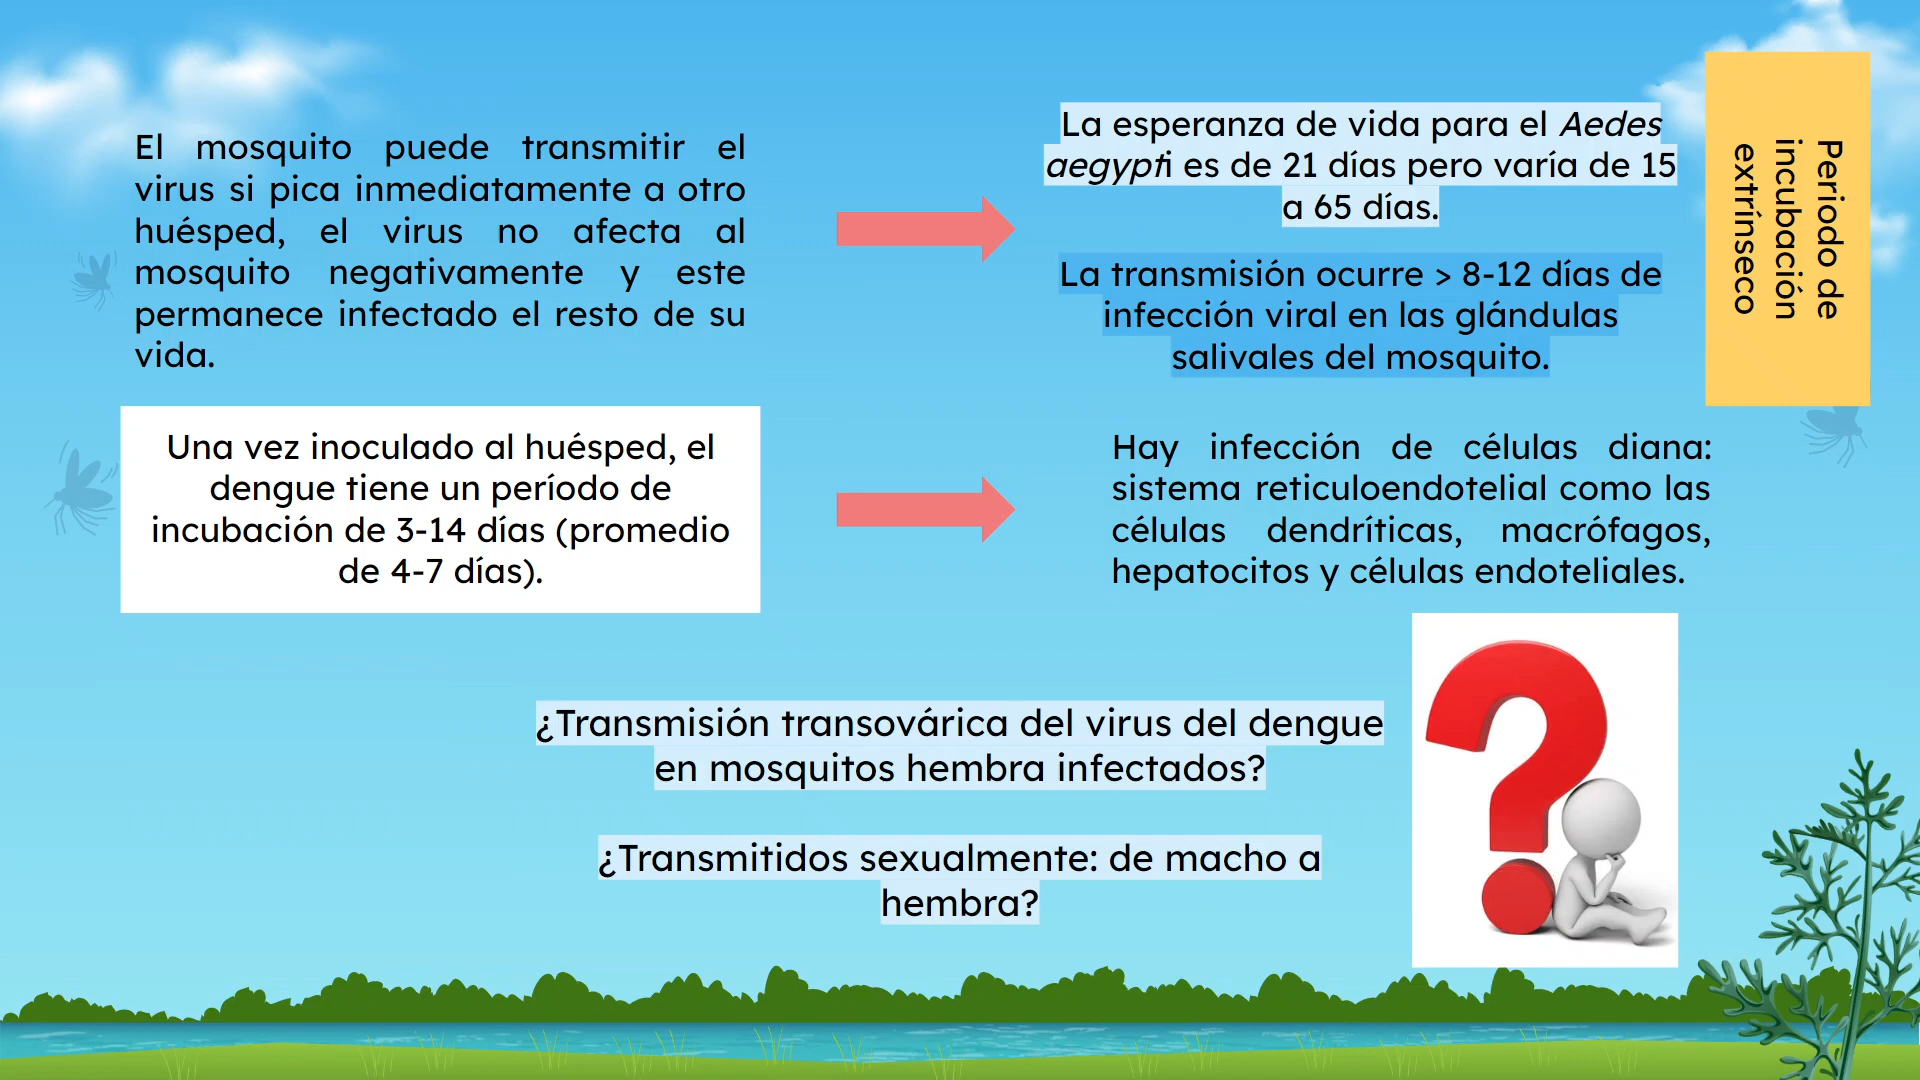 El mosquito puede transmitir el
virus si pica inmediatamente a otro
huésped, el virus no afecta al
mosquito negativamente y este
permanece infectado el resto de su
vida.
La esperanza de vida para el Aedes
aegypti es de 21 días pero varía de 15
a 65 días.
La transmisión ocurre > 8-12 días de
infección viral en las glándulas
salivales del mosquito.
Periodo de
incubación
extrínseco
Una vez inoculado al huésped, el
dengue tiene un período de
incubación de 3-14 días (promedio
de 4-7 días).
Hay infección de células diana:
sistema reticuloendotelial como las
células dendríticas, macrófagos,
hepatocitos y células endoteliales.
¿Transmisión transovárica del virus del dengue
en mosquitos hembra infectados?
¿Transmitidos sexualmente: de macho a
hembra?